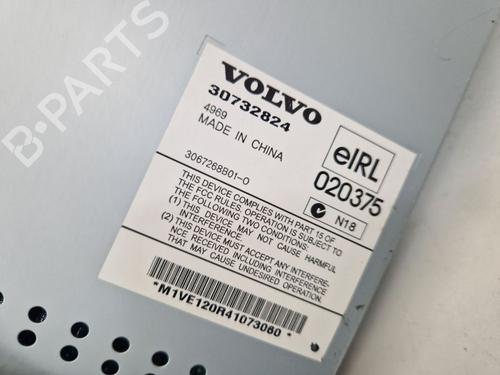 B-PARTS
VOLVO
30732824
4969
MADE IN CHINA
3067268B01-0
eIRL
020375
N18
THIS DEVICE COMPLIES WITH PART 15 OF
THE FCC RULES OPERATION IS SUBJECT TO
THE FOLLOWING TWO CONDITIONS:
(1) THIS DEVICE MAY NOT CAUSE HARMFUL
INTERFERENCE.
(2) THIS DEVICE MUST ACCEPT ANY INTERFERE-
NCE RECEIVED INCLUDING INTERFERENCE
THAT MAY CAUSE UNDESIRED OPERATION.
*M1VE120R41073080*